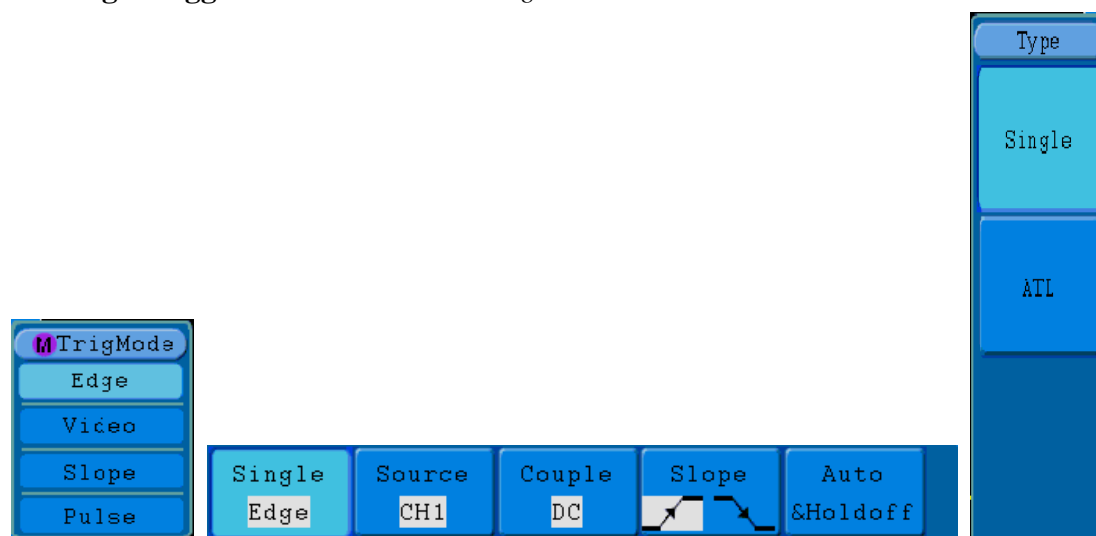 Type
Single
ATL
MTrigMode
Edge
Video
Slope
Pulse
Single
Edge
Source
CH1
Couple
DC
Slope
Auto
&Holdoff